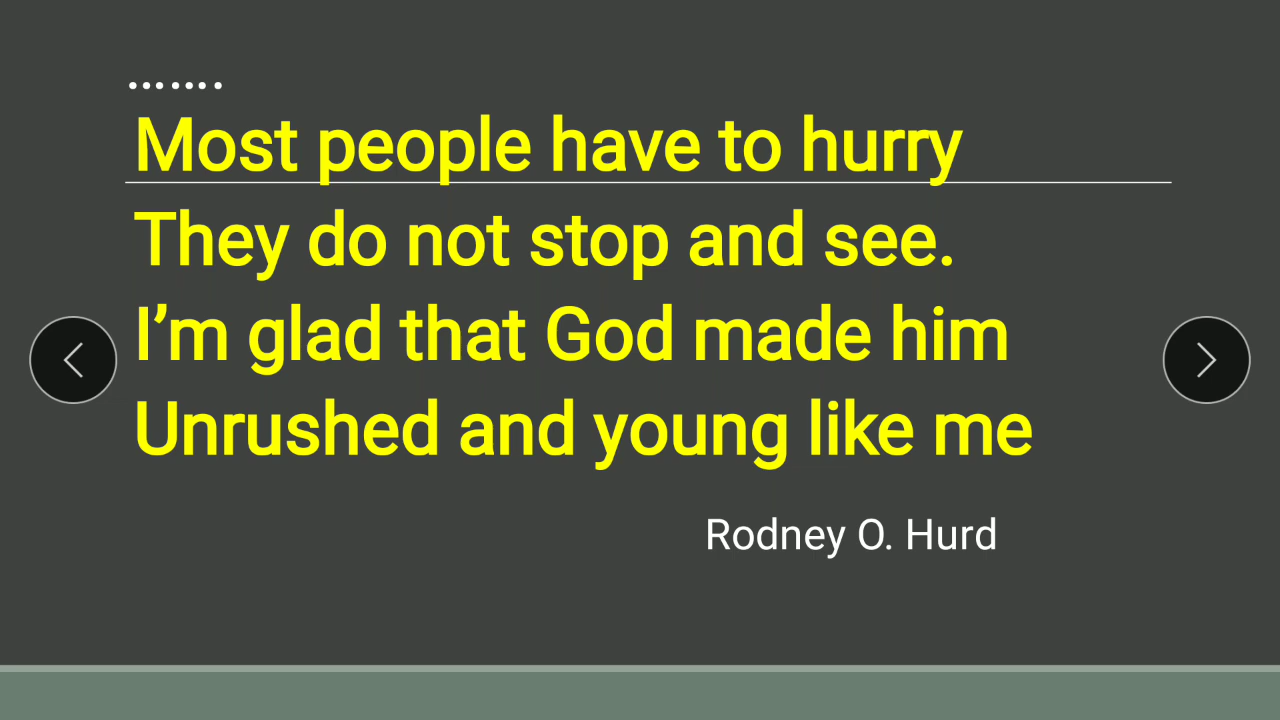 .......
Most people have to hurry
They do not stop and see.
I’m glad that God made him
Unrushed and young like me
Rodney O. Hurd